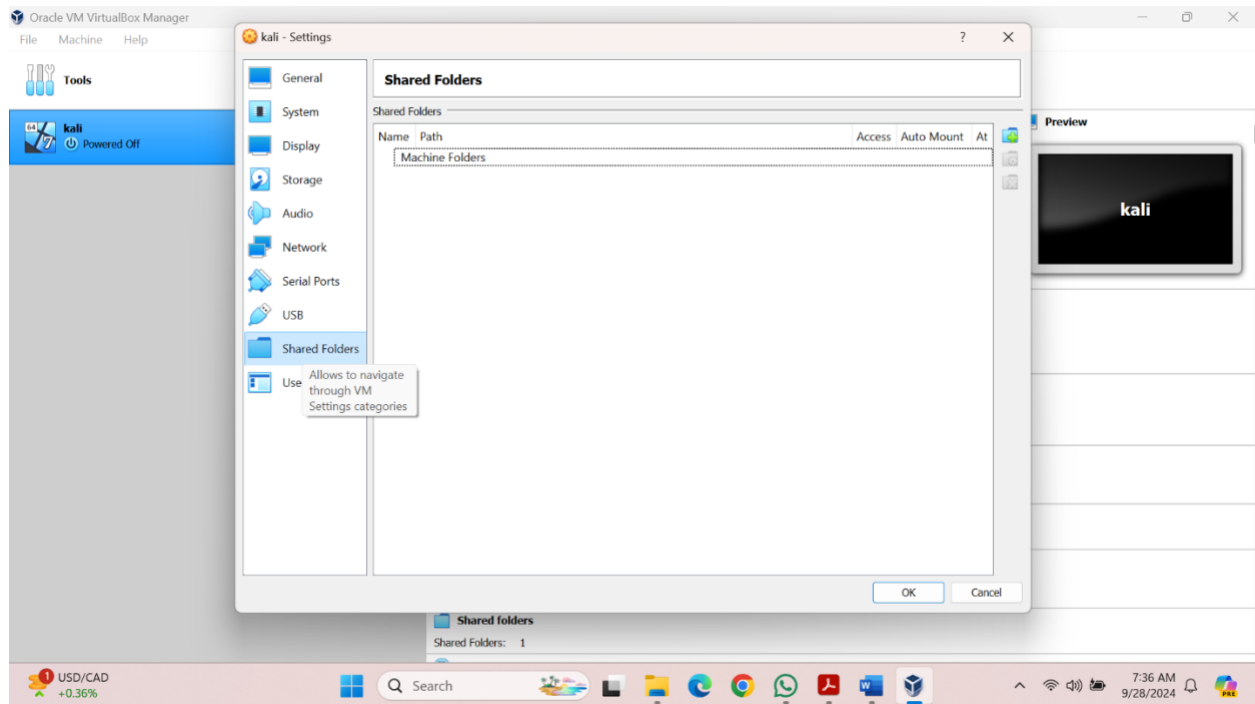 Oracle VM VirtualBox Manager
File Machine Help
Tools
64
kali
Powered Off
kali - Settings
?
General
System
Display
Storage
Audio
Network
Serial Ports
USB
Shared Folders
Use
Allows to navigate
through VM
Settings categories
Shared Folders
Shared Folders
Name Path Access Auto Mount At
Machine Folders
OK Cancel
Preview
kali
Shared folders
Shared Folders: 1
1
USD/CAD
+0.36%
Search
W
7:36 AM
9/28/2024
PRE